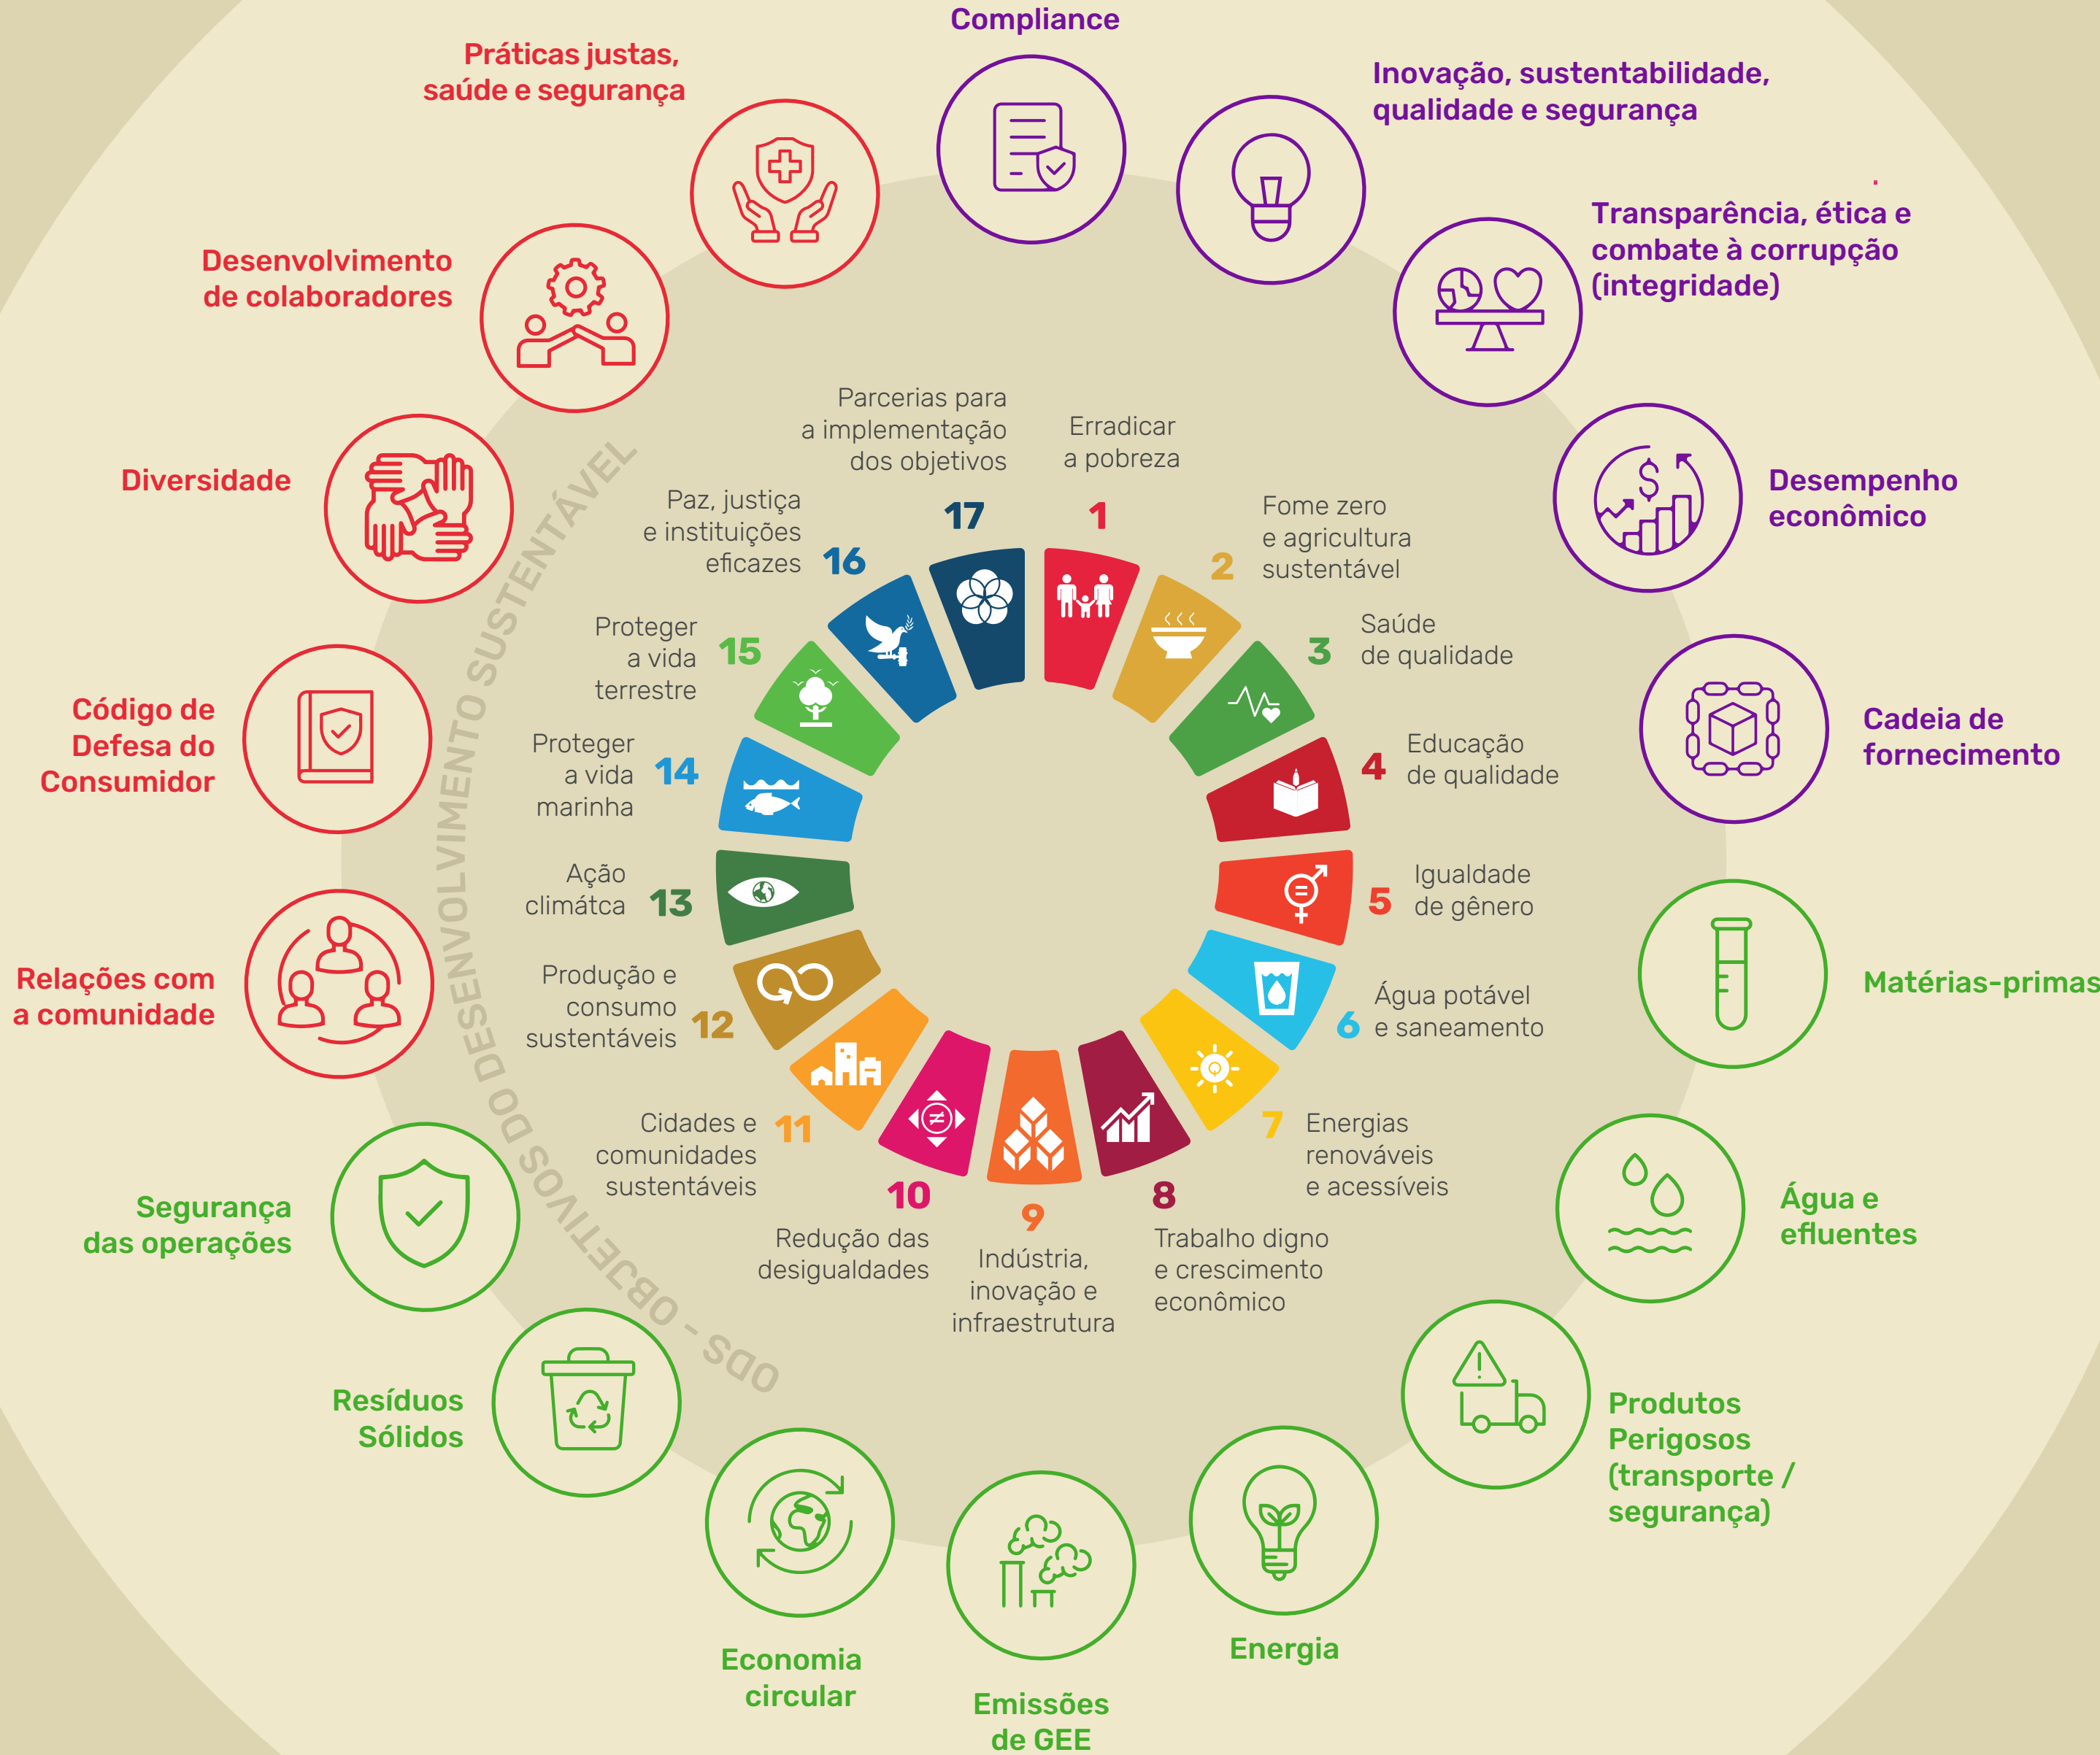 Compliance
Inovação, sustentabilidade,
qualidade e segurança
Transparência, ética e
combate à corrupção
(integridade)
Desempenho
econômico
Cadeia de
fornecimento
Matérias-primas
Água e
efluentes
Produtos
Perigosos
(transporte /
segurança)
Energia
Emissões
de GEE
Economia
circular
Resíduos
Sólidos
Segurança
das operações
Relações com
a comunidade
Código de
Defesa do
Consumidor
Diversidade
Desenvolvimento
de colaboradores
Práticas justas,
saúde e segurança
ODS - OBJETIVOS DO DESENVOLVIMENTO SUSTENTÁVEL
1
Erradicar
a pobreza
2
Fome zero
e agricultura
sustentável
3
Saúde
de qualidade
4
Educação
de qualidade
5
Igualdade
de gênero
6
Água potável
e saneamento
7
Energias
renováveis
e acessíveis
8
Trabalho digno
e crescimento
econômico
9
Indústria,
inovação e
infraestrutura
10
Redução das
desigualdades
11
Cidades e
comunidades
sustentáveis
12
Produção e
consumo
sustentáveis
13
Ação
climátca
14
Proteger
a vida
marinha
15
Proteger
a vida
terrestre
16
Paz, justiça
e instituições
eficazes
17
Parcerias para
a implementação
dos objetivos